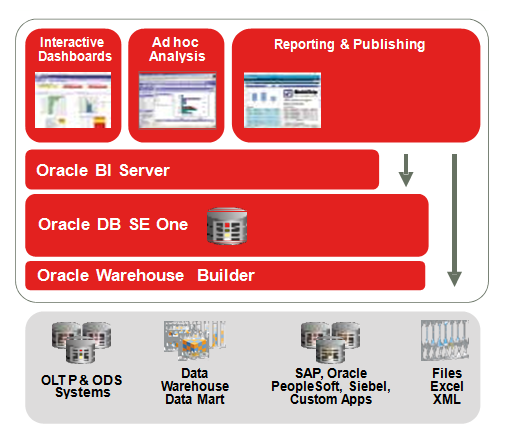 Interactive
Dashboards
Ad hoc
Analysis
Reporting & Publishing
Oracle BI Server
Oracle DB SE One
Oracle Warehouse Builder
OLTP & ODS
Systems
Data
Warehouse
Data Mart
SAP, Oracle
PeopleSoft, Siebel,
Custom Apps
Files
Excel
XML